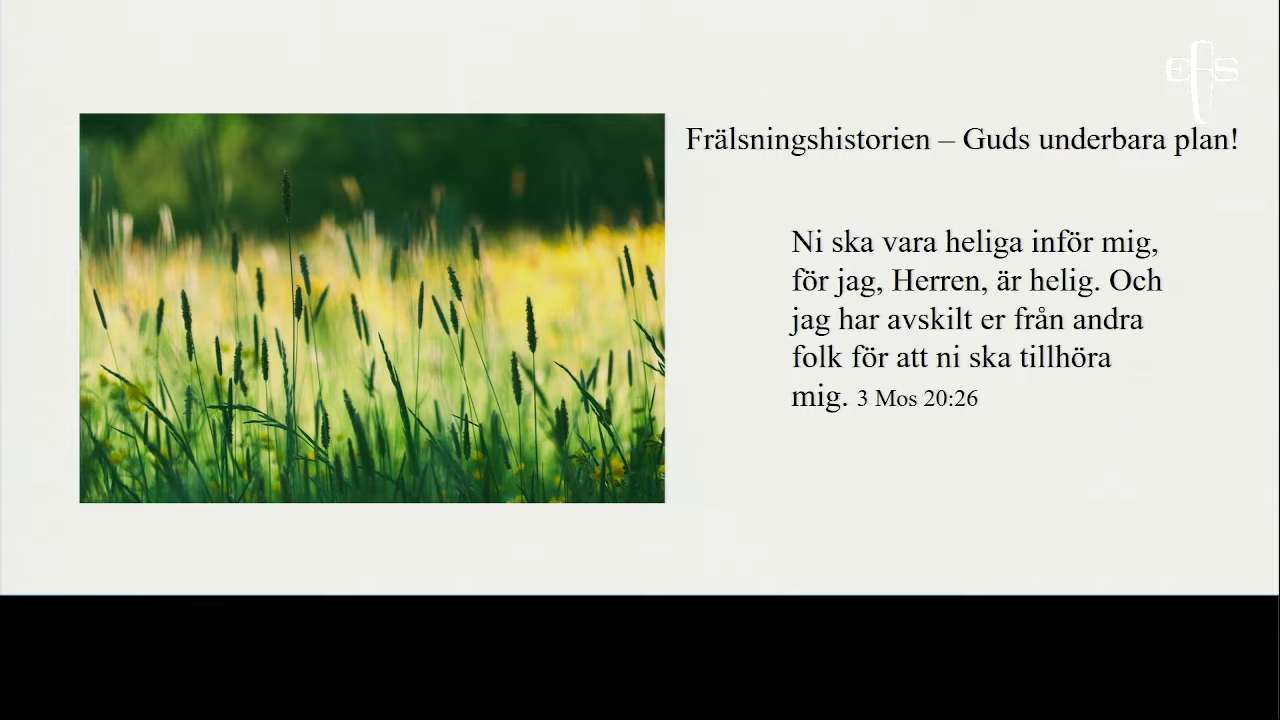 EFS
Frälsningshistorien – Guds underbara plan!
Ni ska vara heliga inför mig,
för jag, Herren, är helig. Och
jag har avskilt er från andra
folk för att ni ska tillhöra
mig. 3 Mos 20:26